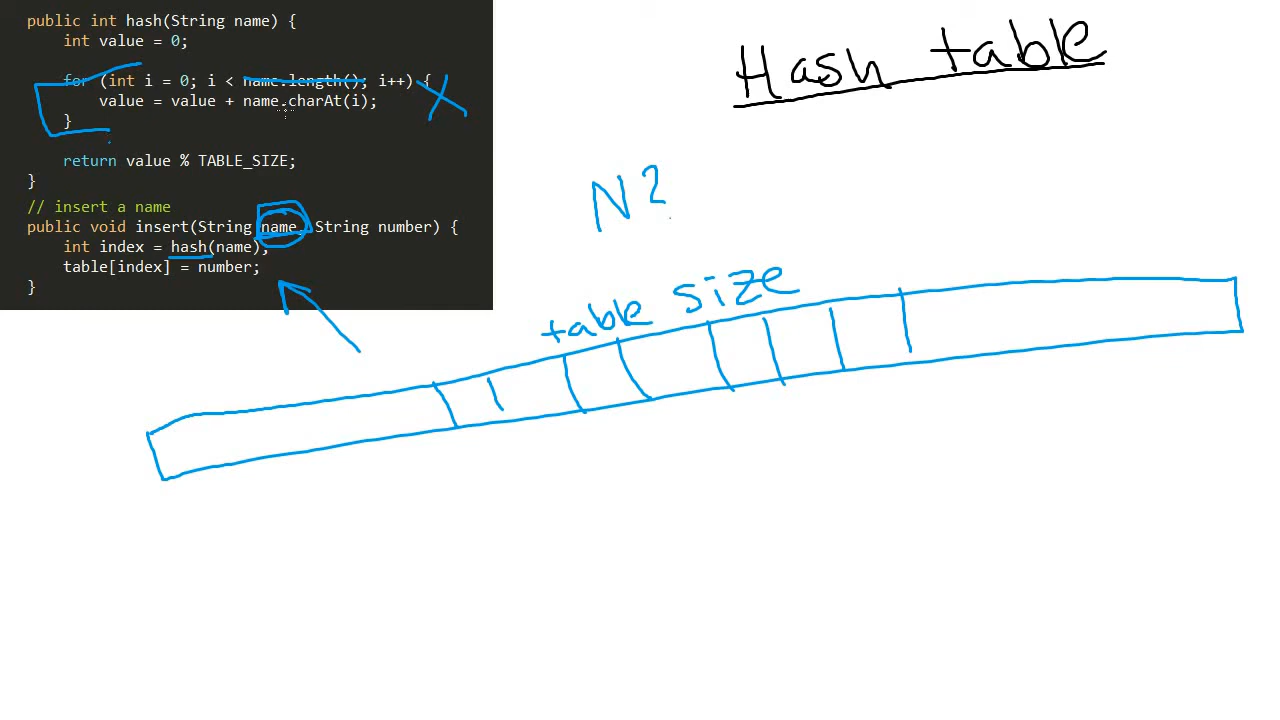 public int hash(String name) {
int value = 0;
for (int i = 0; i < name.length(); i++) {
value = value + name.charAt(i);
}
return value % TABLE_SIZE;
}
// insert a name
public void insert(String name, String number) {
int index = hash(name);
table[index] = number;
}
Hash table
N?
table size